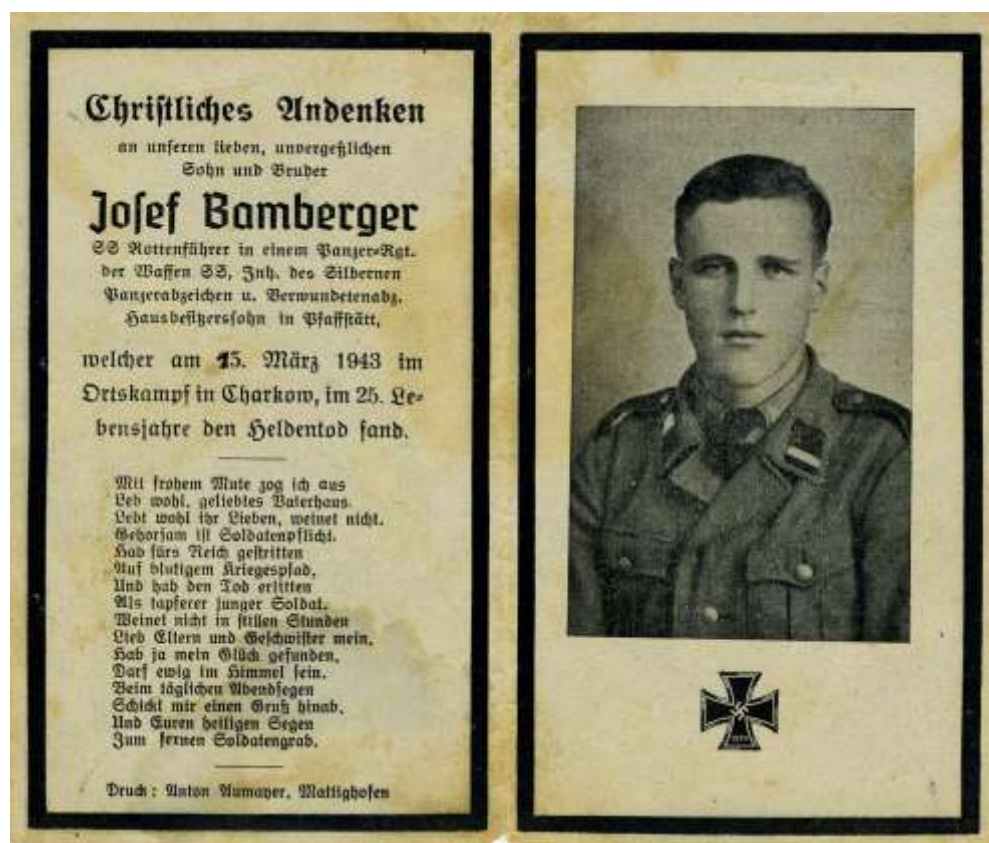 Christliches Andenken
an unseren lieben, unvergeßlichen
Sohn und Bruder
Josef Bamberger
SS Rottenführer in einem Panzer-Rgt.
der Waffen SS, Inh. des Silbernen
Panzerabzeichen u. Verwundetenabz.
Hausbesitzerssohn in Pfaffstätt,
welcher am 15. März 1943 im
Ortskampf in Charkow, im 25. Le-
bensjahre den Heldentod fand.
Mit frohem Mute zog ich aus
Leb wohl, geliebtes Vaterhaus.
Lebt wohl ihr Lieben, weinet nicht.
Gehorsam ist Soldatenpflicht.
Hab fürs Reich gestritten
Auf blutigem Kriegespfad,
Und hab den Tod erlitten
Als tapferer junger Soldat.
Weinet nicht in stillen Stunden
Lieb Eltern und Geschwister mein,
Hab ja mein Glück gefunden,
Darf ewig im Himmel sein.
Beim täglichen Abendsegen
Schickt mir einen Gruß hinab,
Und Euren heiligen Segen
Zum fernen Soldatengrab.
Druck: Anton Aumayer, Mattighofen